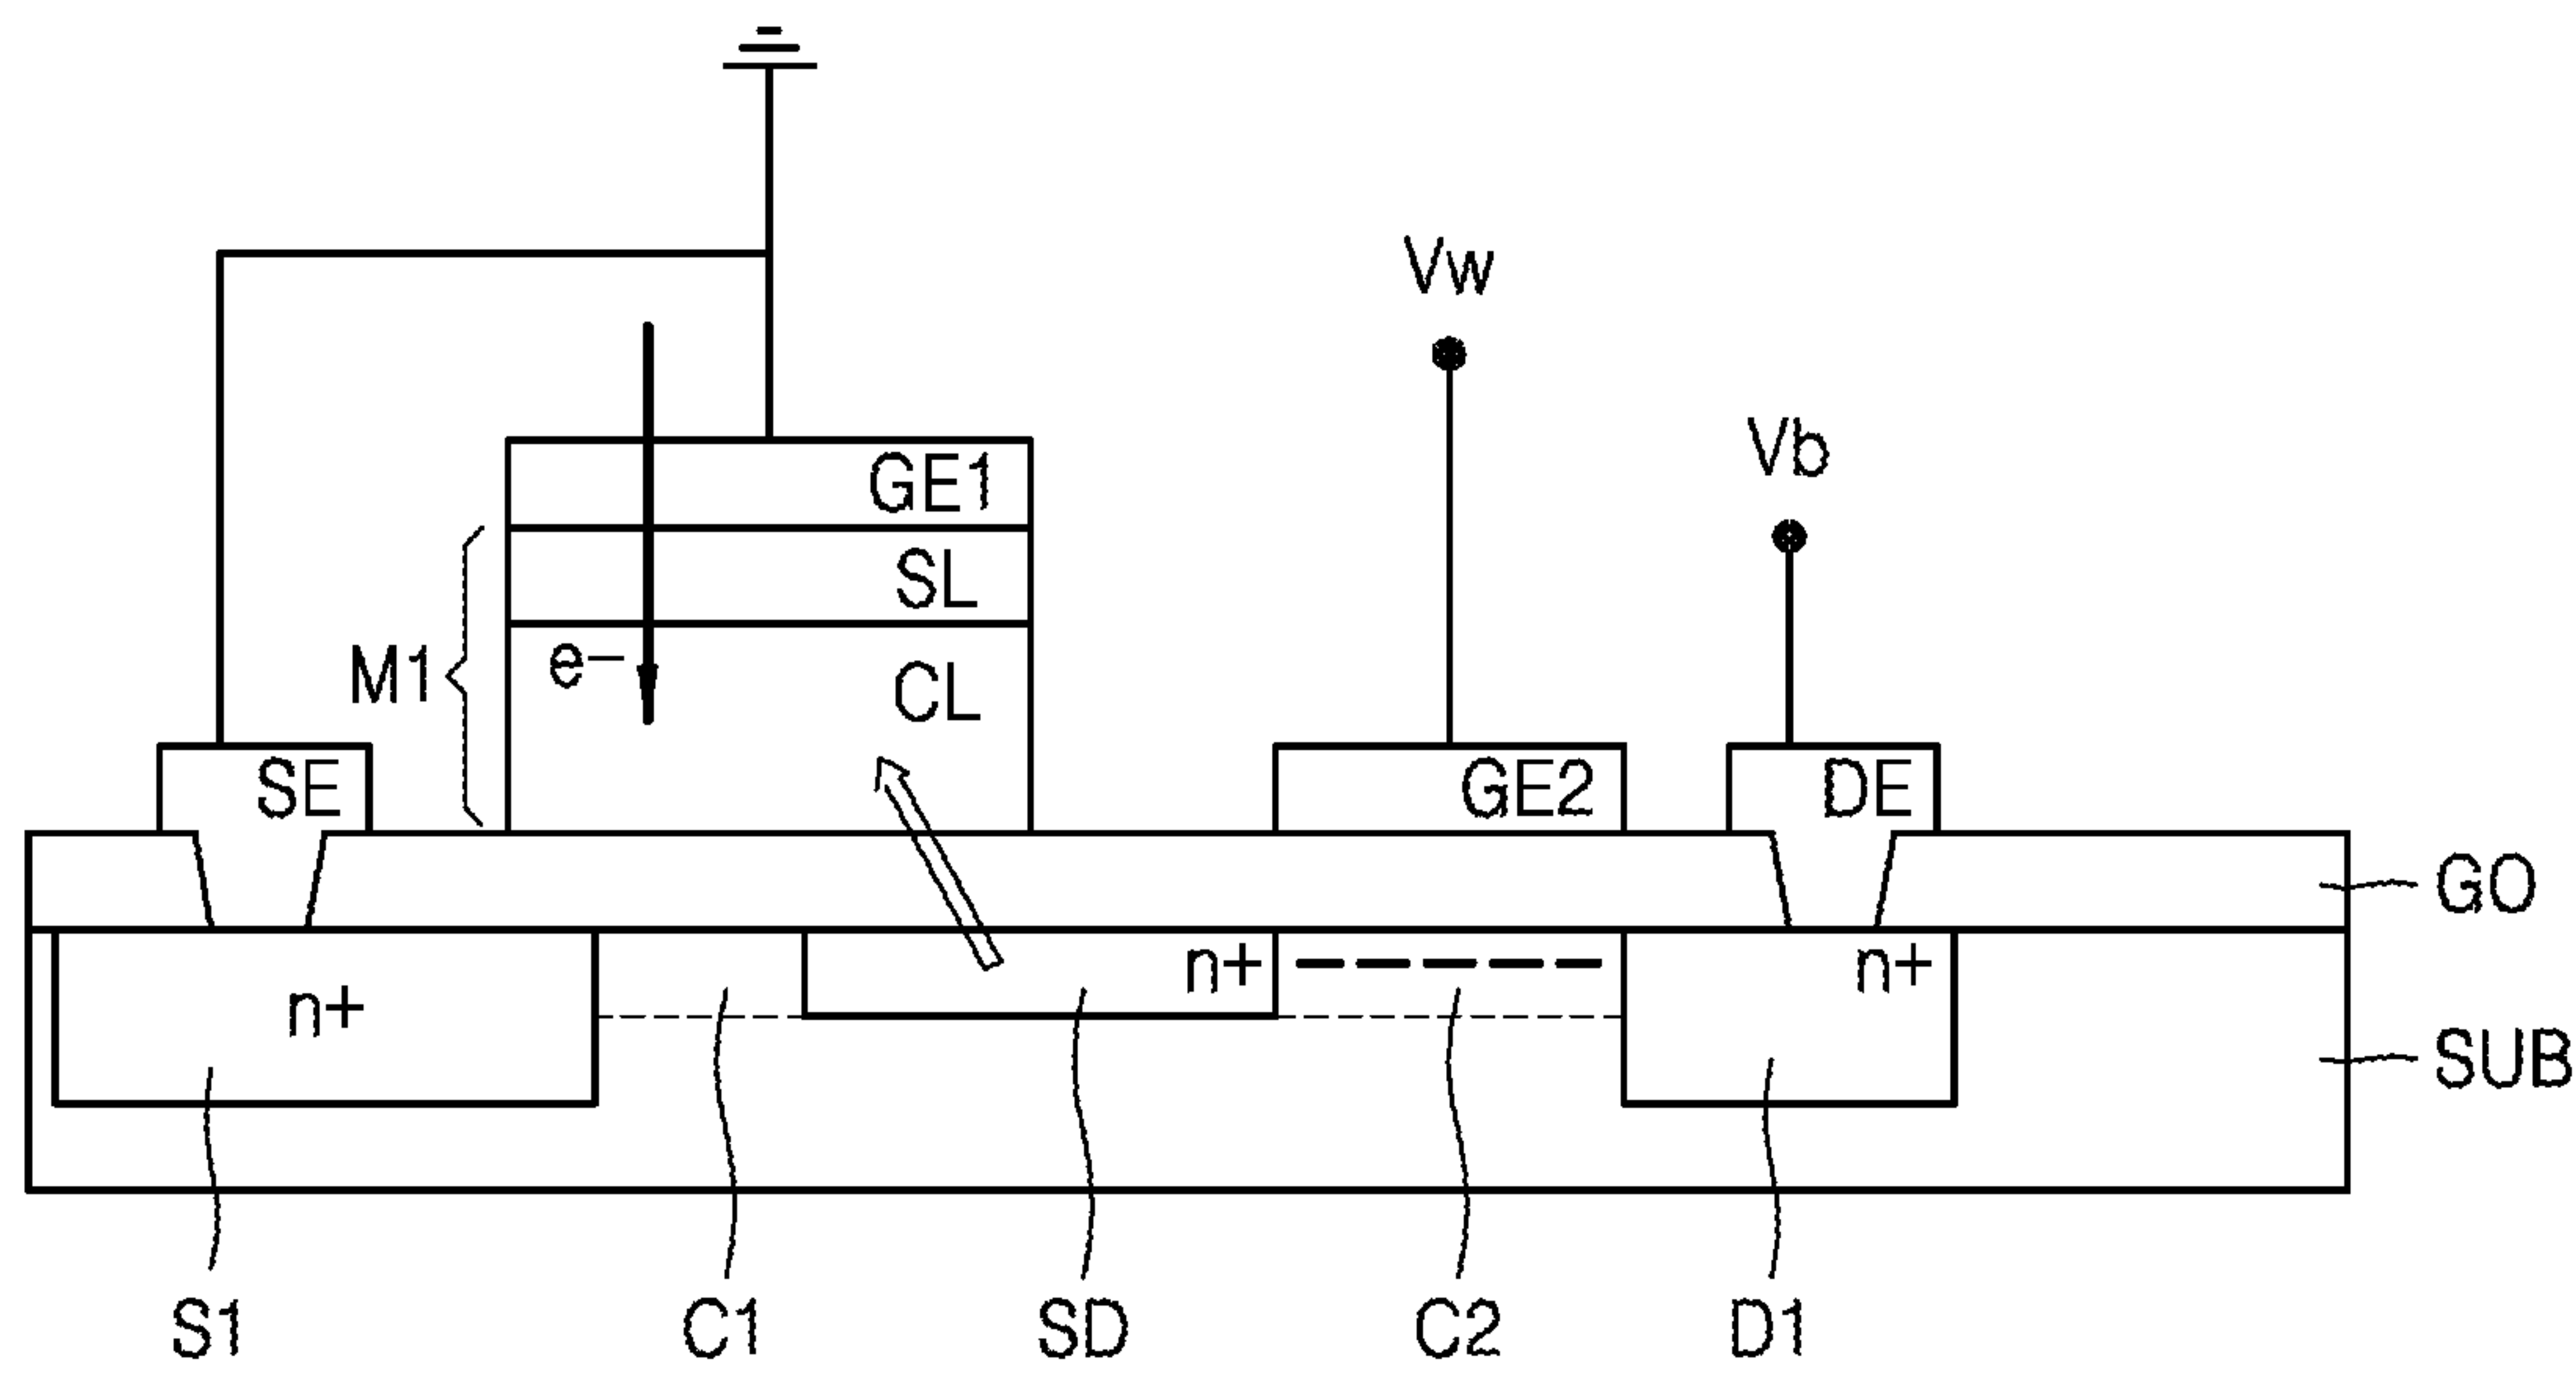 Vw
Vb
GE1
SL
M1
e-
CL
SE
GE2
DE
GO
n+
n+
n+
SUB
S1
C1
SD
C2
D1